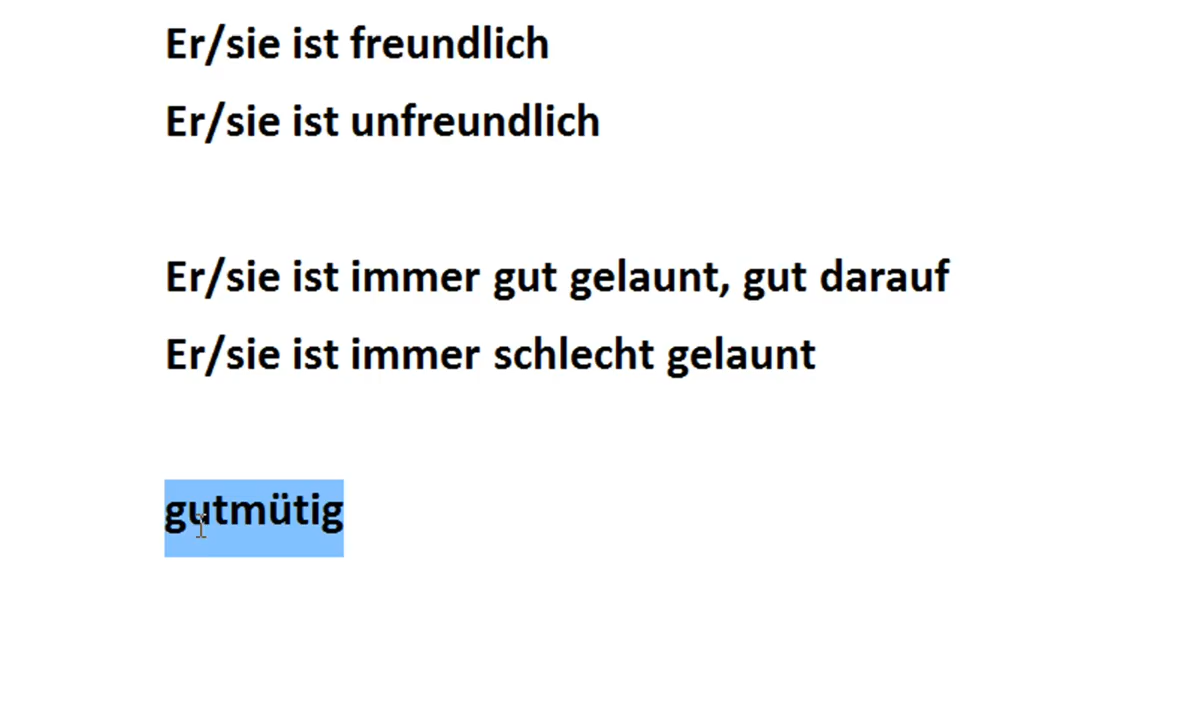 Er/sie ist freundlich
Er/sie ist unfreundlich
Er/sie ist immer gut gelaunt, gut darauf
Er/sie ist immer schlecht gelaunt
gutmütig